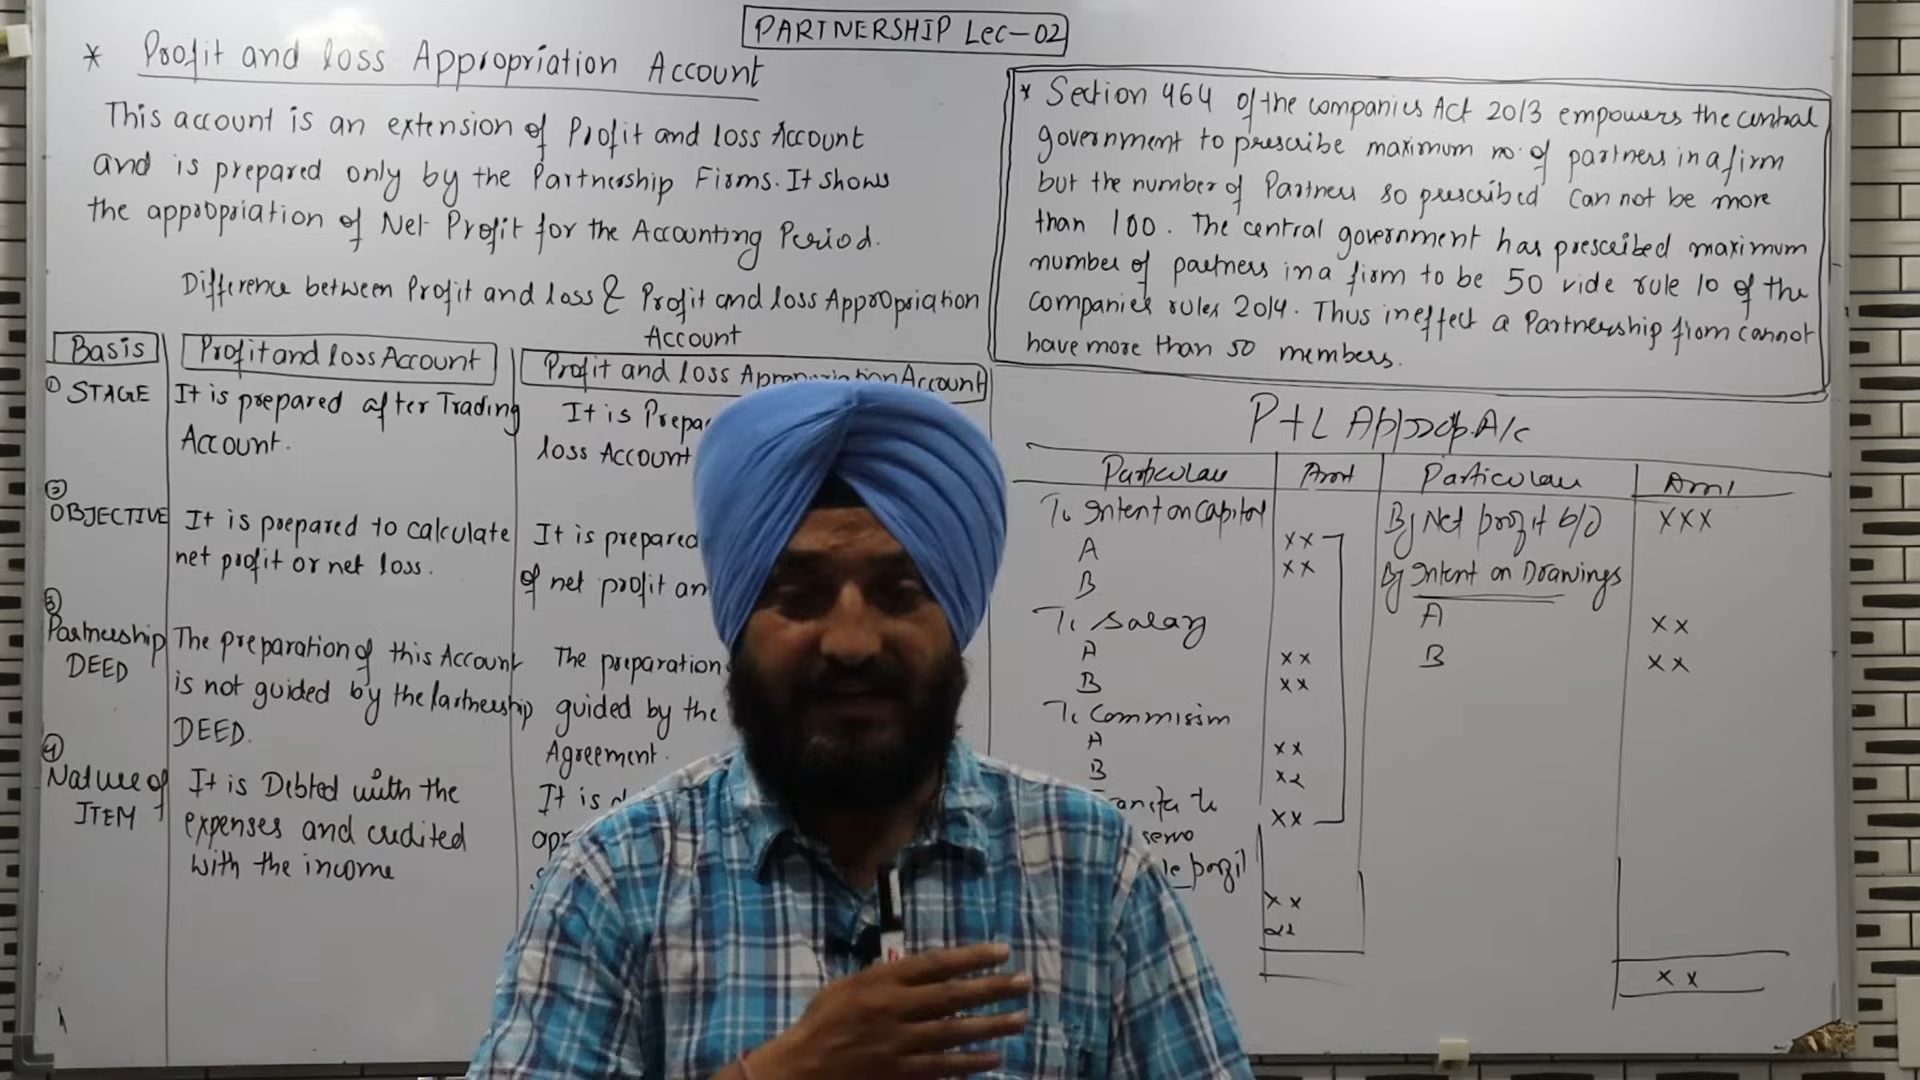 PARTNERSHIP Lec-02
* Profit and loss Appropriation Account
This account is an extension of Profit and loss Account
and is prepared only by the Partnership Firms. It shows
the appropriation of Net Profit for the Accounting Period.
Difference between Profit and loss & Profit and loss Appropriation
Account
Basis
Profit and loss Account
Profit and loss Appropriation Account
① STAGE
It is prepared after Trading
Account.
It is Prepa
loss Account
② OBJECTIVE
It is prepared to calculate
net profit or net loss.
It is prepared
of net profit an
③ Partnership
DEED
The preparation of this Account
is not guided by the Partnership
DEED.
The preparation
guided by the
Agreement.
④ Nature of
ITEM
It is Debted with the
expenses and credited
with the income
It is d
* Section 464 of the companies Act 2013 empowers the central
government to prescribe maximum no. of partners in a firm
but the number of Partners so prescribed can not be more
than 100. The central government has prescribed maximum
number of partners in a firm to be 50 vide rule 10 of the
companies rules 2014. Thus in effect a Partnership from cannot
have more than 50 members.
P+L Approp. A/c
Particulars Amt Particulars Amt
To Intent on Capital
A xx
B xx
To Salary
A xx
B xx
To Commission
A xx
B xx
Transfer to xx
xx
By Net profit b/d xxx
By Intent on Drawings
A xx
B xx
xx